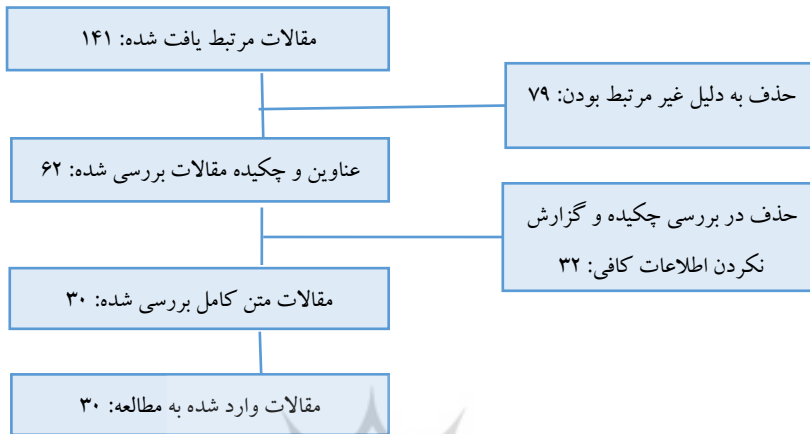 مقالات مرتبط یافت شده: ۱۴۱
حذف به دلیل غیر مرتبط بودن: ۷۹
عناوین و چکیده مقالات بررسی شده: ۶۲
حذف در بررسی چکیده و گزارش
نکردن اطلاعات کافی: ۳۲
مقالات متن کامل بررسی شده: ۳۰
مقالات وارد شده به مطالعه: ۳۰